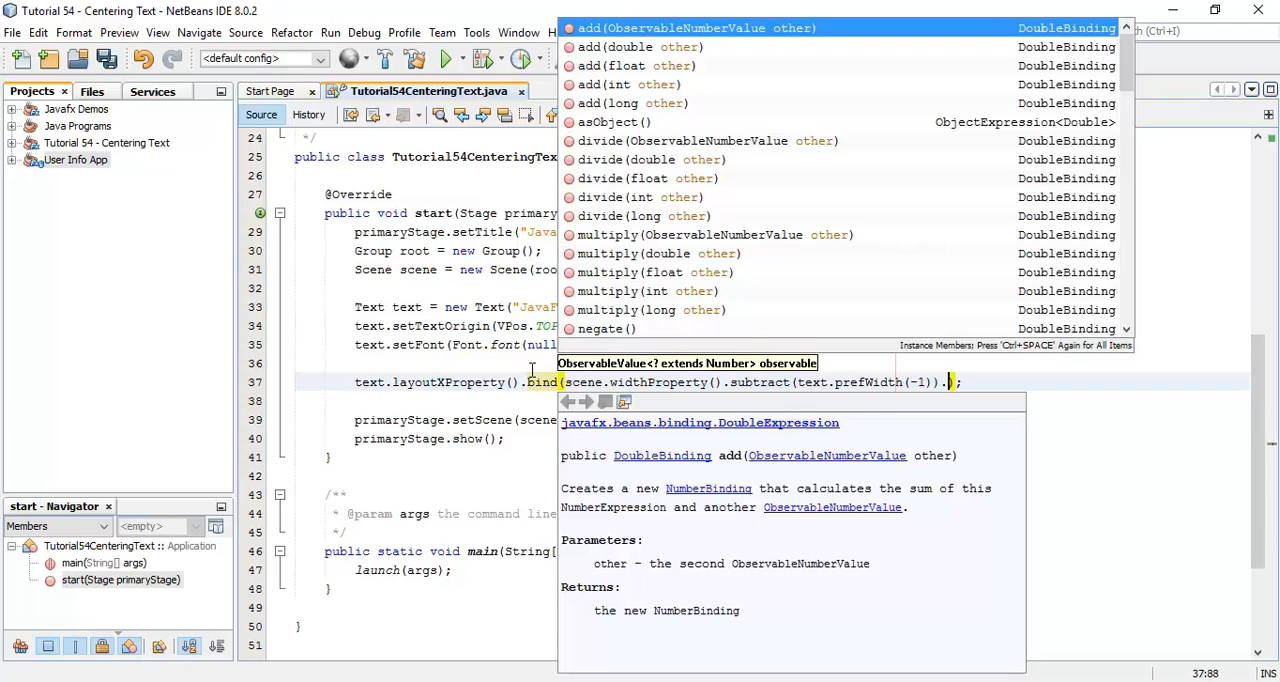 Tutorial 54 - Centering Text - NetBeans IDE 8.0.2
File Edit Format Preview View Navigate Source Refactor Run Debug Profile Team Tools Window
(Ctrl+I)
<default config>
Projects Files Services
Start Page Tutorial54CenteringText.java
Source History
Javafx Demos
Java Programs
Tutorial 54 - Centering Text
User Info App
24 */
25 public class Tutorial54CenteringTex
26
27 @Override
public void start(Stage primary
29 primaryStage.setTitle("Java
30 Group root = new Group();
31 Scene scene = new Scene(roo
32
33 Text text = new Text("JavaF
34 text.setTextOrigin(VPos.TOP
35 text.setFont(Font.font(null
36
37 text.layoutXProperty().bind(scene.widthProperty().subtract(text.prefWidth(-1)).);
38
39 primaryStage.setScene(scene
40 primaryStage.show();
41 }
42
43 /**
44 * @param args the command line
45 */
46 public static void main(String[
47 launch(args);
48 }
49
50 }
51
add(ObservableNumberValue other) DoubleBinding
add(double other) DoubleBinding
add(float other) DoubleBinding
add(int other) DoubleBinding
add(long other) DoubleBinding
asObject() ObjectExpression<Double>
divide(ObservableNumberValue other) DoubleBinding
divide(double other) DoubleBinding
divide(float other) DoubleBinding
divide(int other) DoubleBinding
divide(long other) DoubleBinding
multiply(ObservableNumberValue other) DoubleBinding
multiply(double other) DoubleBinding
multiply(float other) DoubleBinding
multiply(int other) DoubleBinding
multiply(long other) DoubleBinding
negate() DoubleBinding
Instance Members; Press 'Ctrl+SPACE' Again for All Items
ObservableValue<? extends Number> observable
javafx.beans.binding.DoubleExpression
public DoubleBinding add(ObservableNumberValue other)
Creates a new NumberBinding that calculates the sum of this
NumberExpression and another ObservableNumberValue.
Parameters:
other - the second ObservableNumberValue
Returns:
the new NumberBinding
start - Navigator
Members <empty>
Tutorial54CenteringText :: Application
main(String[] args)
start(Stage primaryStage)
37:88 INS